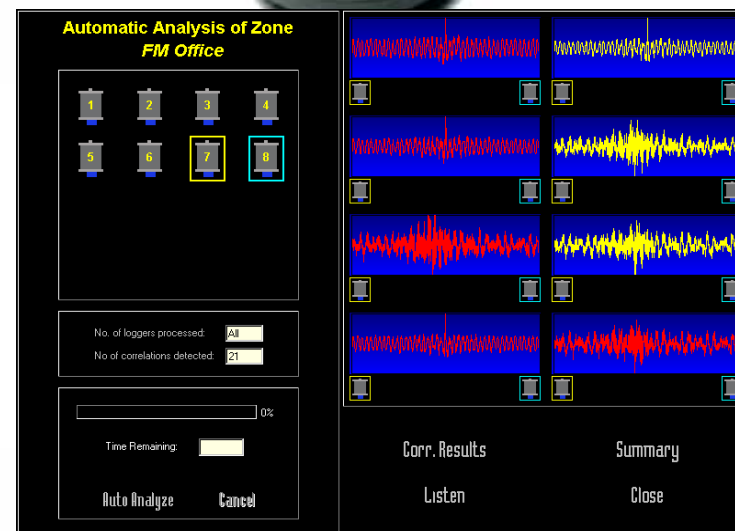 Automatic Analysis of Zone
FM Office
1 2 3 4
5 6 7 8
No. of loggers processed: All
No of correlations detected: 21
0%
Time Remaining:
Auto Analyze Cancel
Corr. Results Summary
Listen Close